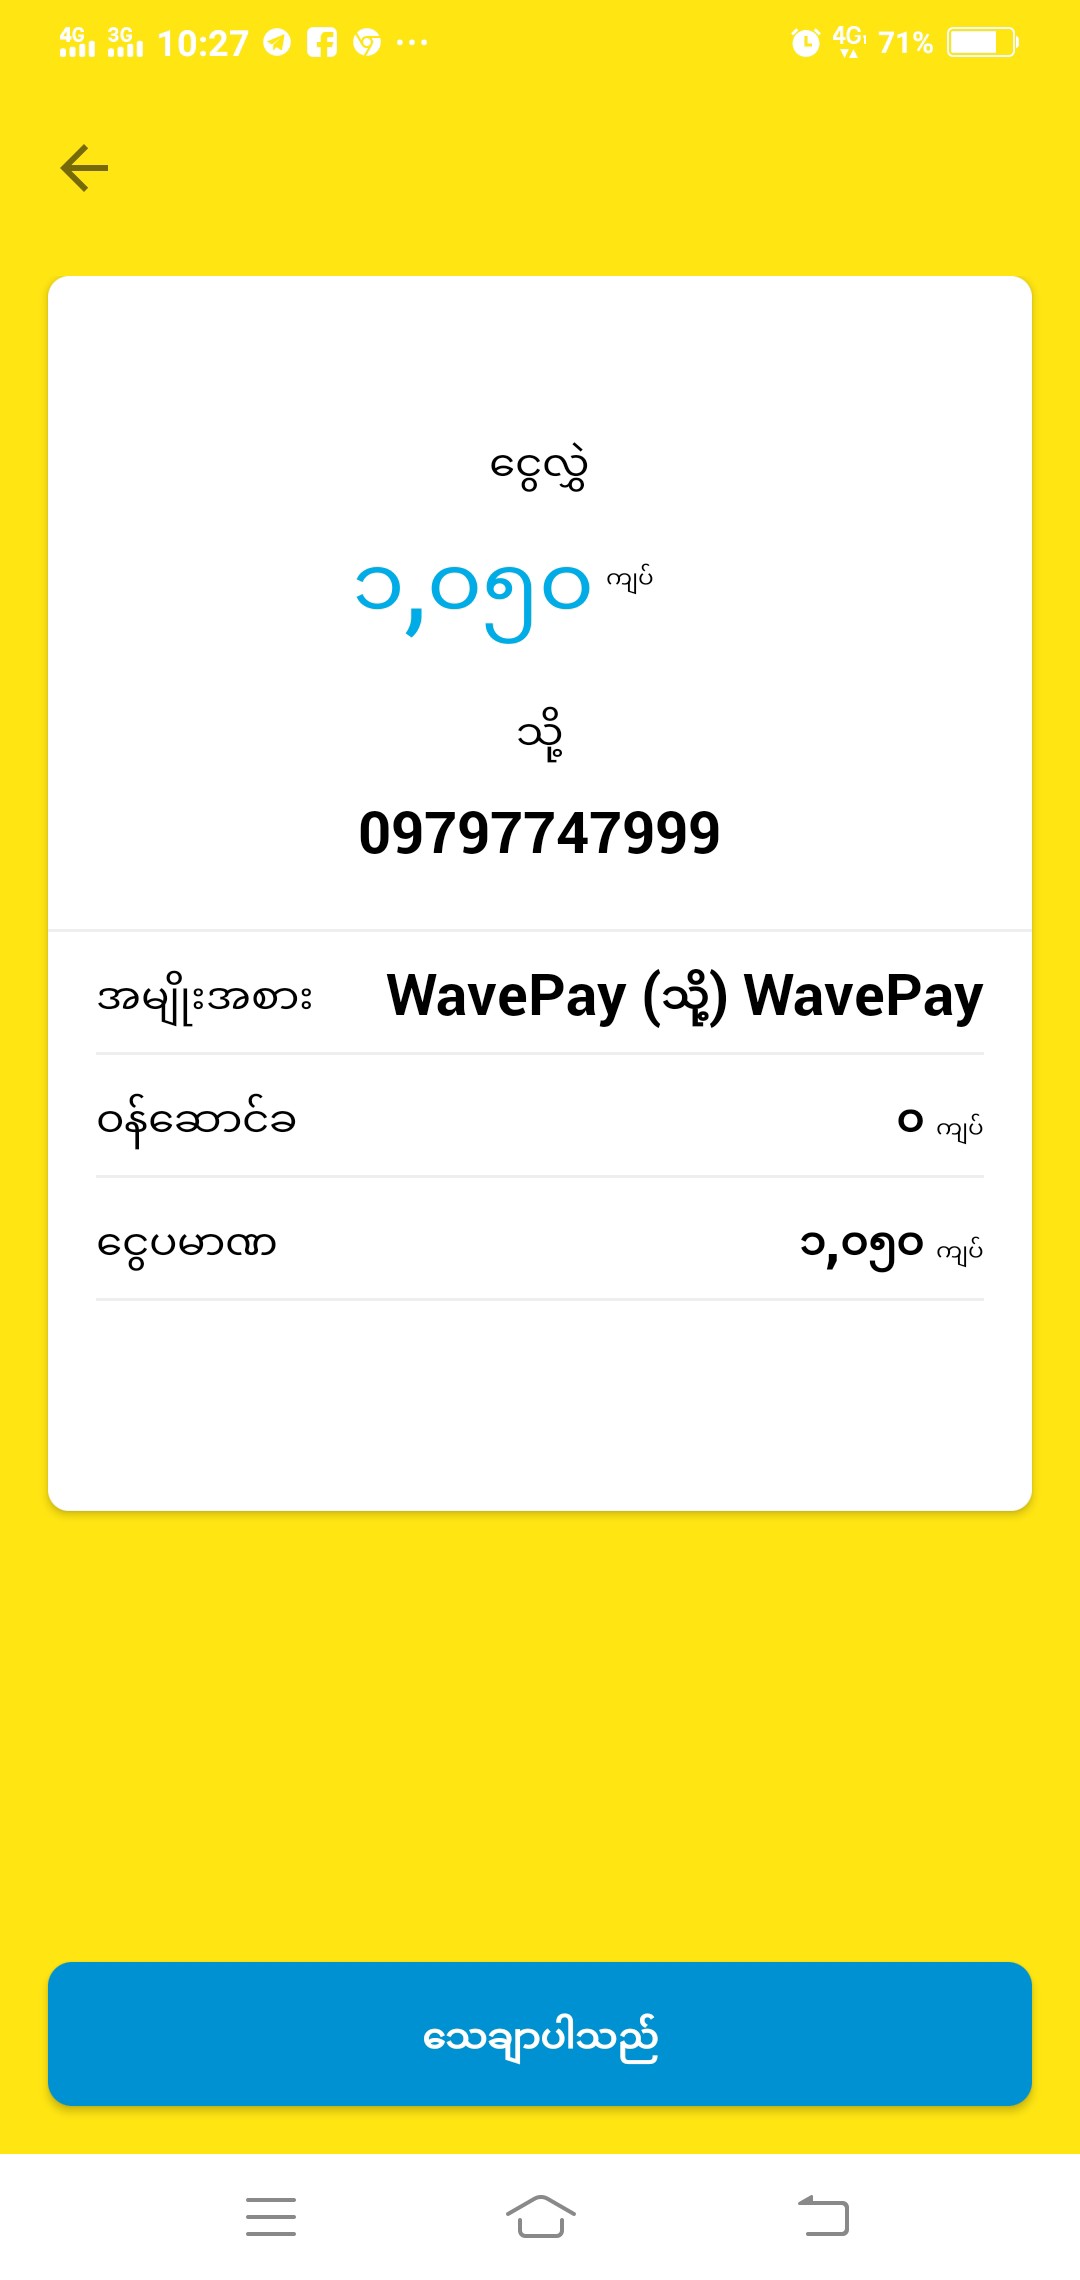 4G 3G 10:27 4G 71%
ငွေလွှဲ
၁,၀၅၀ ကျပ်
သို့
09797747999
အမျိုးအစား WavePay (သို့) WavePay
ဝန်ဆောင်ခ ၀ ကျပ်
ငွေပမာဏ ၁,၀၅၀ ကျပ်
သေချာပါသည်